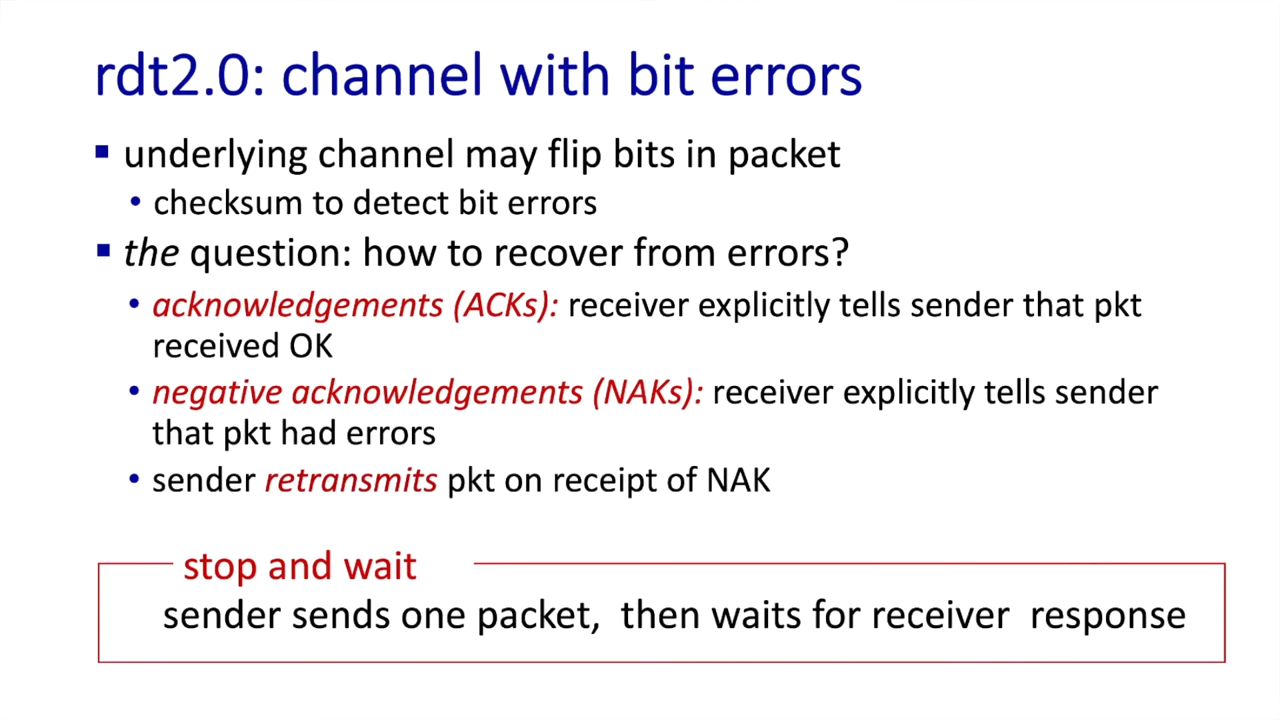 rdt2.0: channel with bit errors
▪ underlying channel may flip bits in packet
• checksum to detect bit errors
▪ the question: how to recover from errors?
• acknowledgements (ACKs): receiver explicitly tells sender that pkt
received OK
• negative acknowledgements (NAKs): receiver explicitly tells sender
that pkt had errors
• sender retransmits pkt on receipt of NAK
stop and wait
sender sends one packet, then waits for receiver response